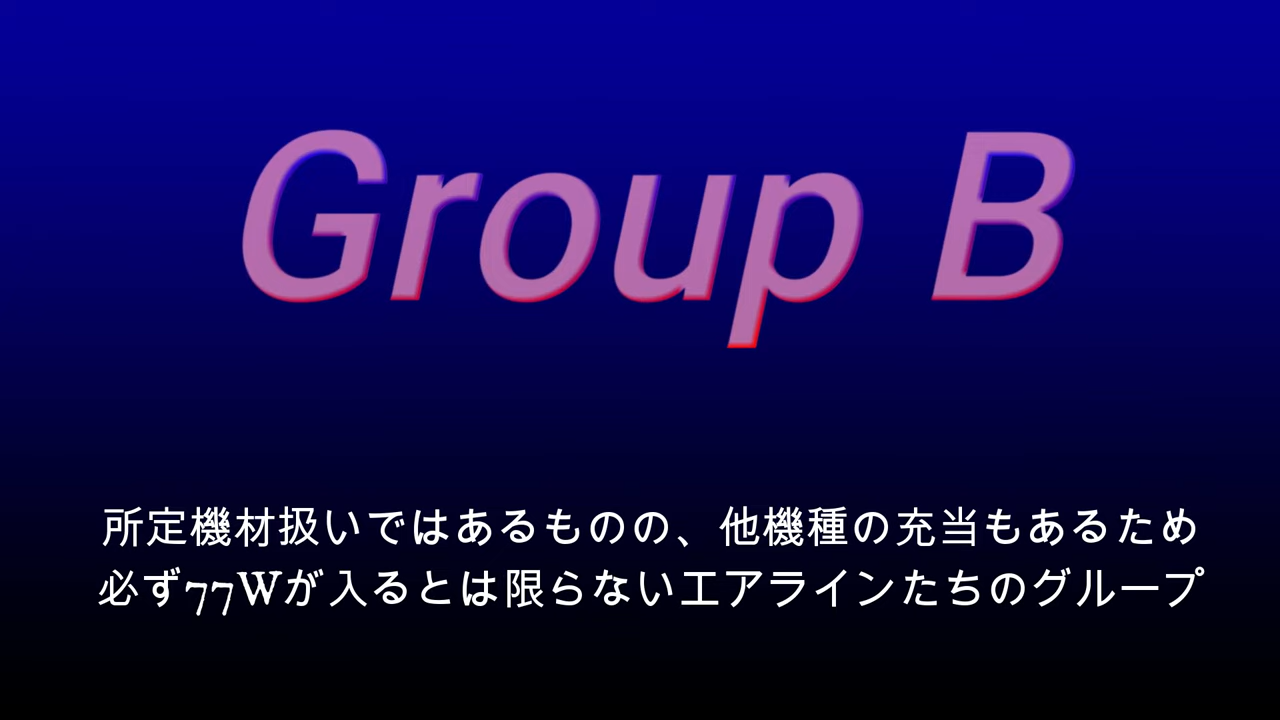 Group B
所定機材扱いではあるものの、他機種の充当もあるため
必ず77Wが入るとは限らないエアラインたちのグループ